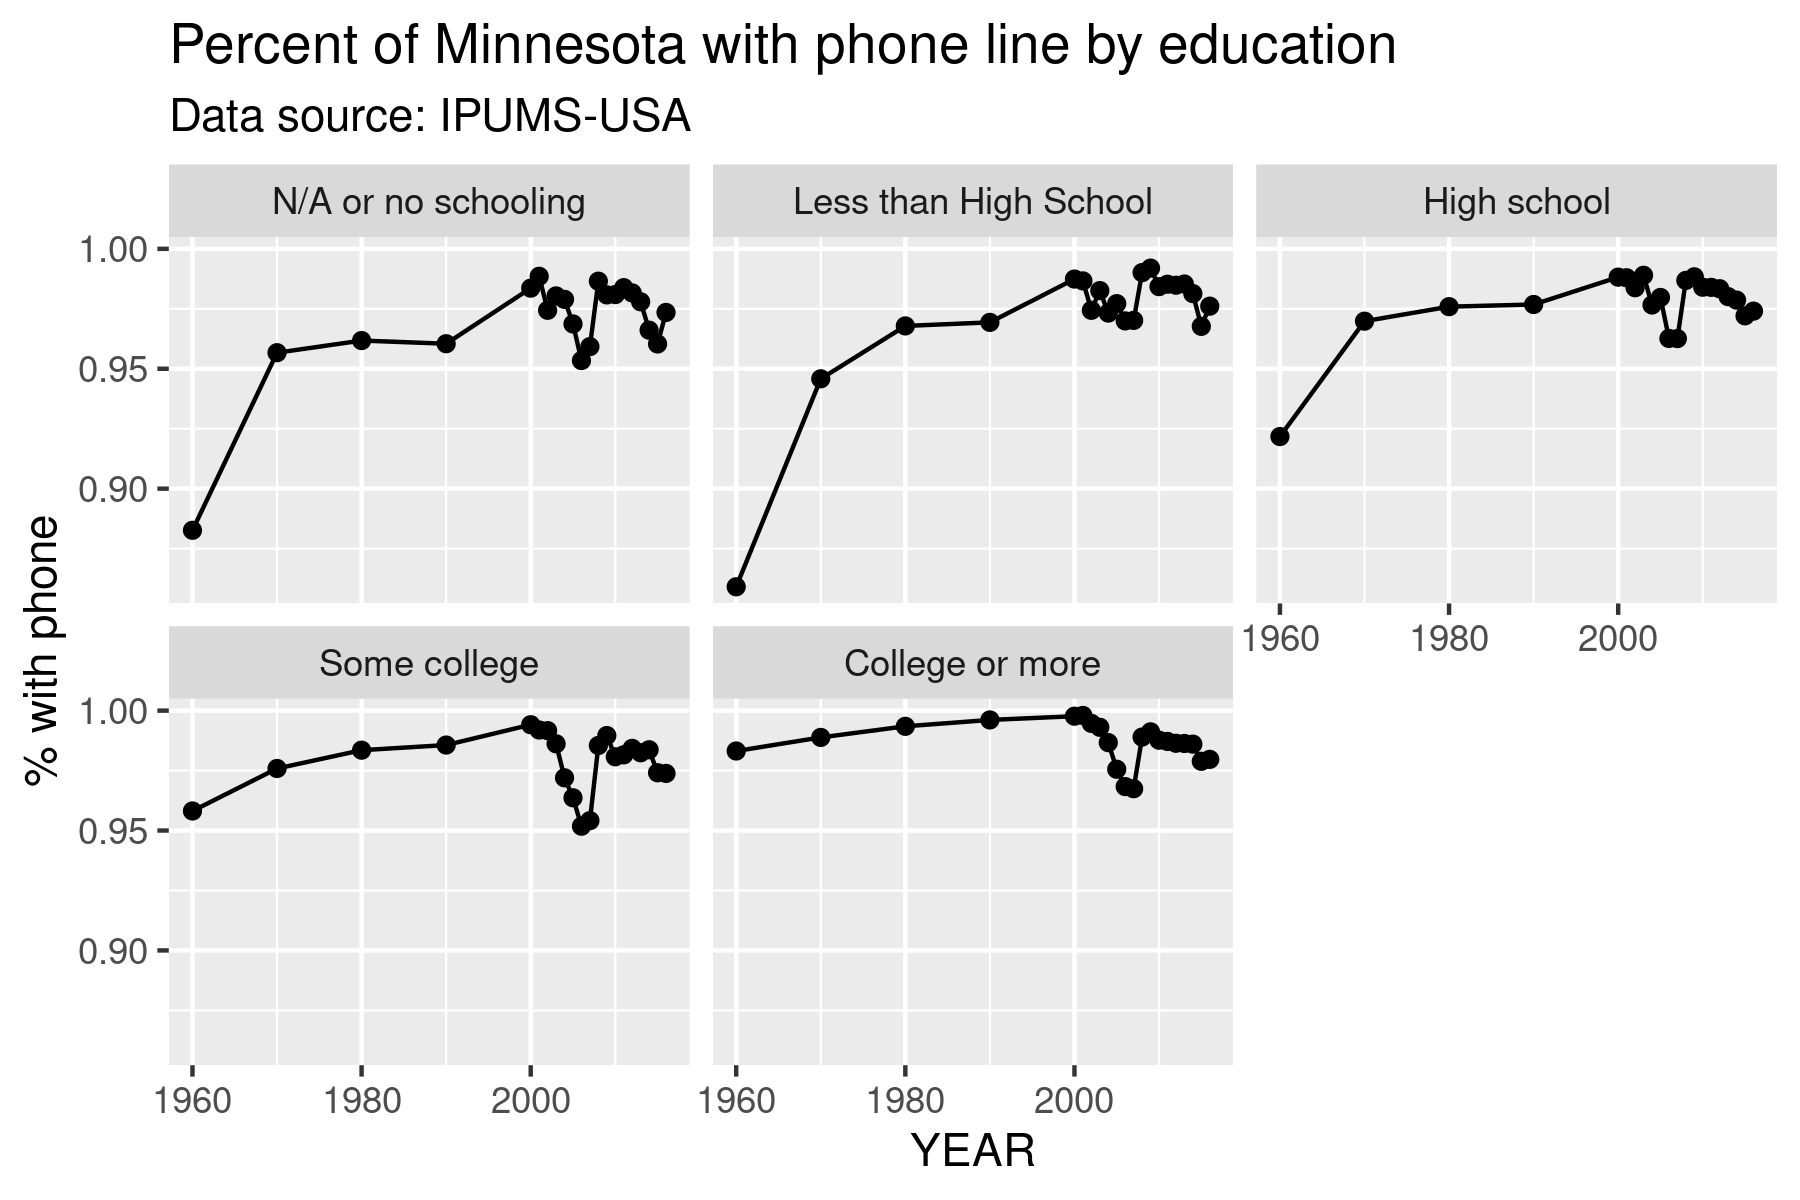 Percent of Minnesota with phone line by education
Data source: IPUMS-USA
N/A or no schooling
Less than High School
High school
1.00
0.95
0.90
1960 1980 2000
Some college
College or more
1.00
0.95
0.90
1960 1980 2000
1960 1980 2000
YEAR
% with phone